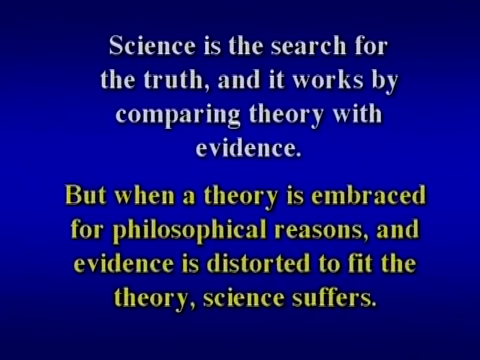 Science is the search for
the truth, and it works by
comparing theory with
evidence.
But when a theory is embraced
for philosophical reasons, and
evidence is distorted to fit the
theory, science suffers.